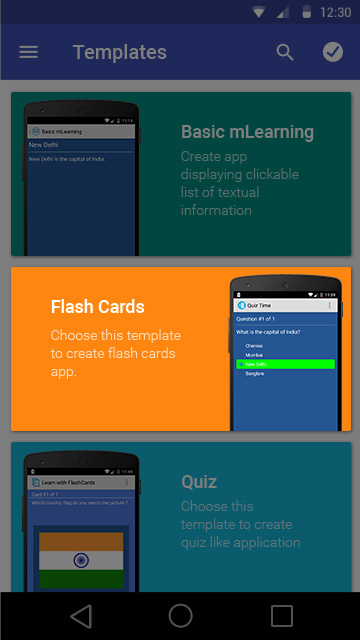 12:30
Templates
11:19
Basic mLearning
New Delhi
New Delhi is the capital of India.
Basic mLearning
Create app
displaying clickable
list of textual
information
Flash Cards
Choose this template
to create flash cards
app.
11:59
Quiz Time
Question #1 of 1
What is the capital of India?
Chennai
Mumbai
New Delhi
Banglore
11:49
Learn with FlashCards
Card #1 of 1
Which country flag do you see in the picture ?
Quiz
Choose this
template to create
quiz like application